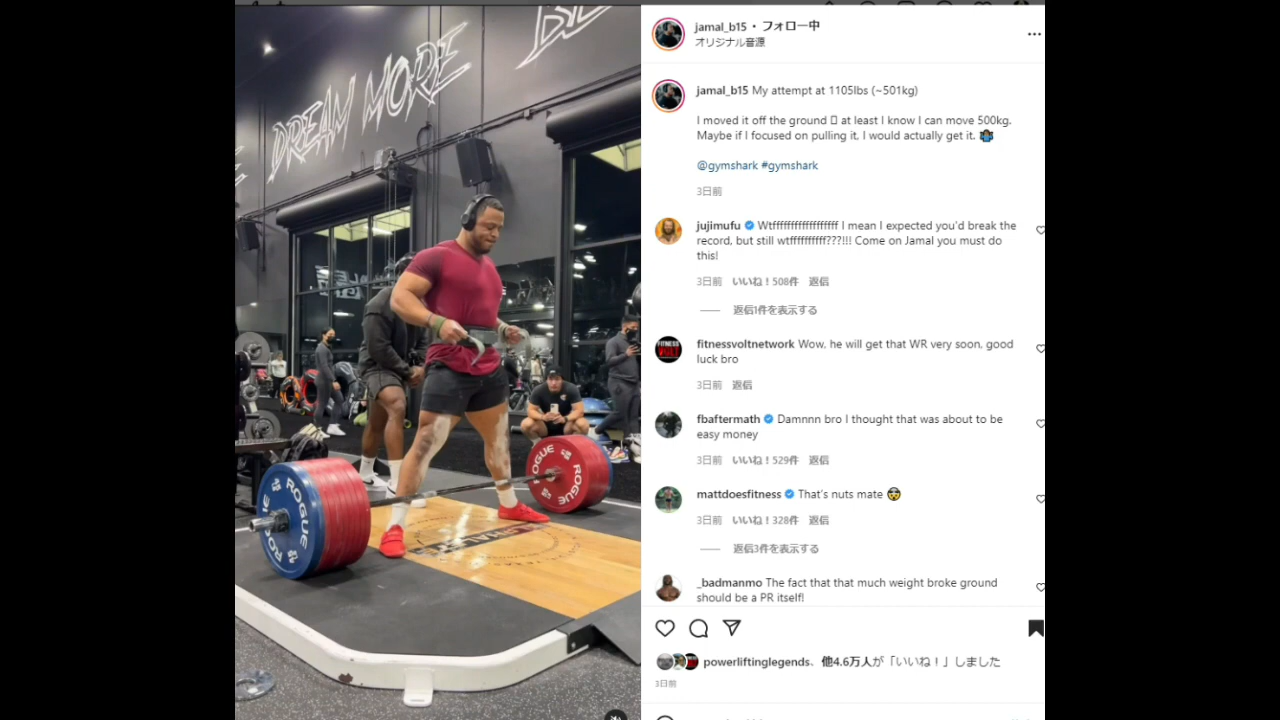 DREAM MORE
ROGUE
ROGUE
ROGUE
ROGUE
jamal_b15 • フォロー中
オリジナル音源
jamal_b15 My attempt at 1105lbs (~501kg)
I moved it off the ground ▯ at least I know I can move 500kg.
Maybe if I focused on pulling it, I would actually get it.
@gymshark #gymshark
3日前
jujimufu Wtffffffffffffffffff I mean I expected you'd break the
record, but still wtffffffffff???!!! Come on Jamal you must do
this!
3日前 いいね！508件 返信
返信1件を表示する
fitnessvoltnetwork Wow, he will get that WR very soon, good
luck bro
3日前 返信
fbaftermath Damnnn bro I thought that was about to be
easy money
3日前 いいね！529件 返信
mattdoesfitness That's nuts mate 🤯
3日前 いいね！328件 返信
返信3件を表示する
_badmanmo The fact that that much weight broke ground
should be a PR itself!
powerliftinglegends、他4.6万人が「いいね！」しました
3日前